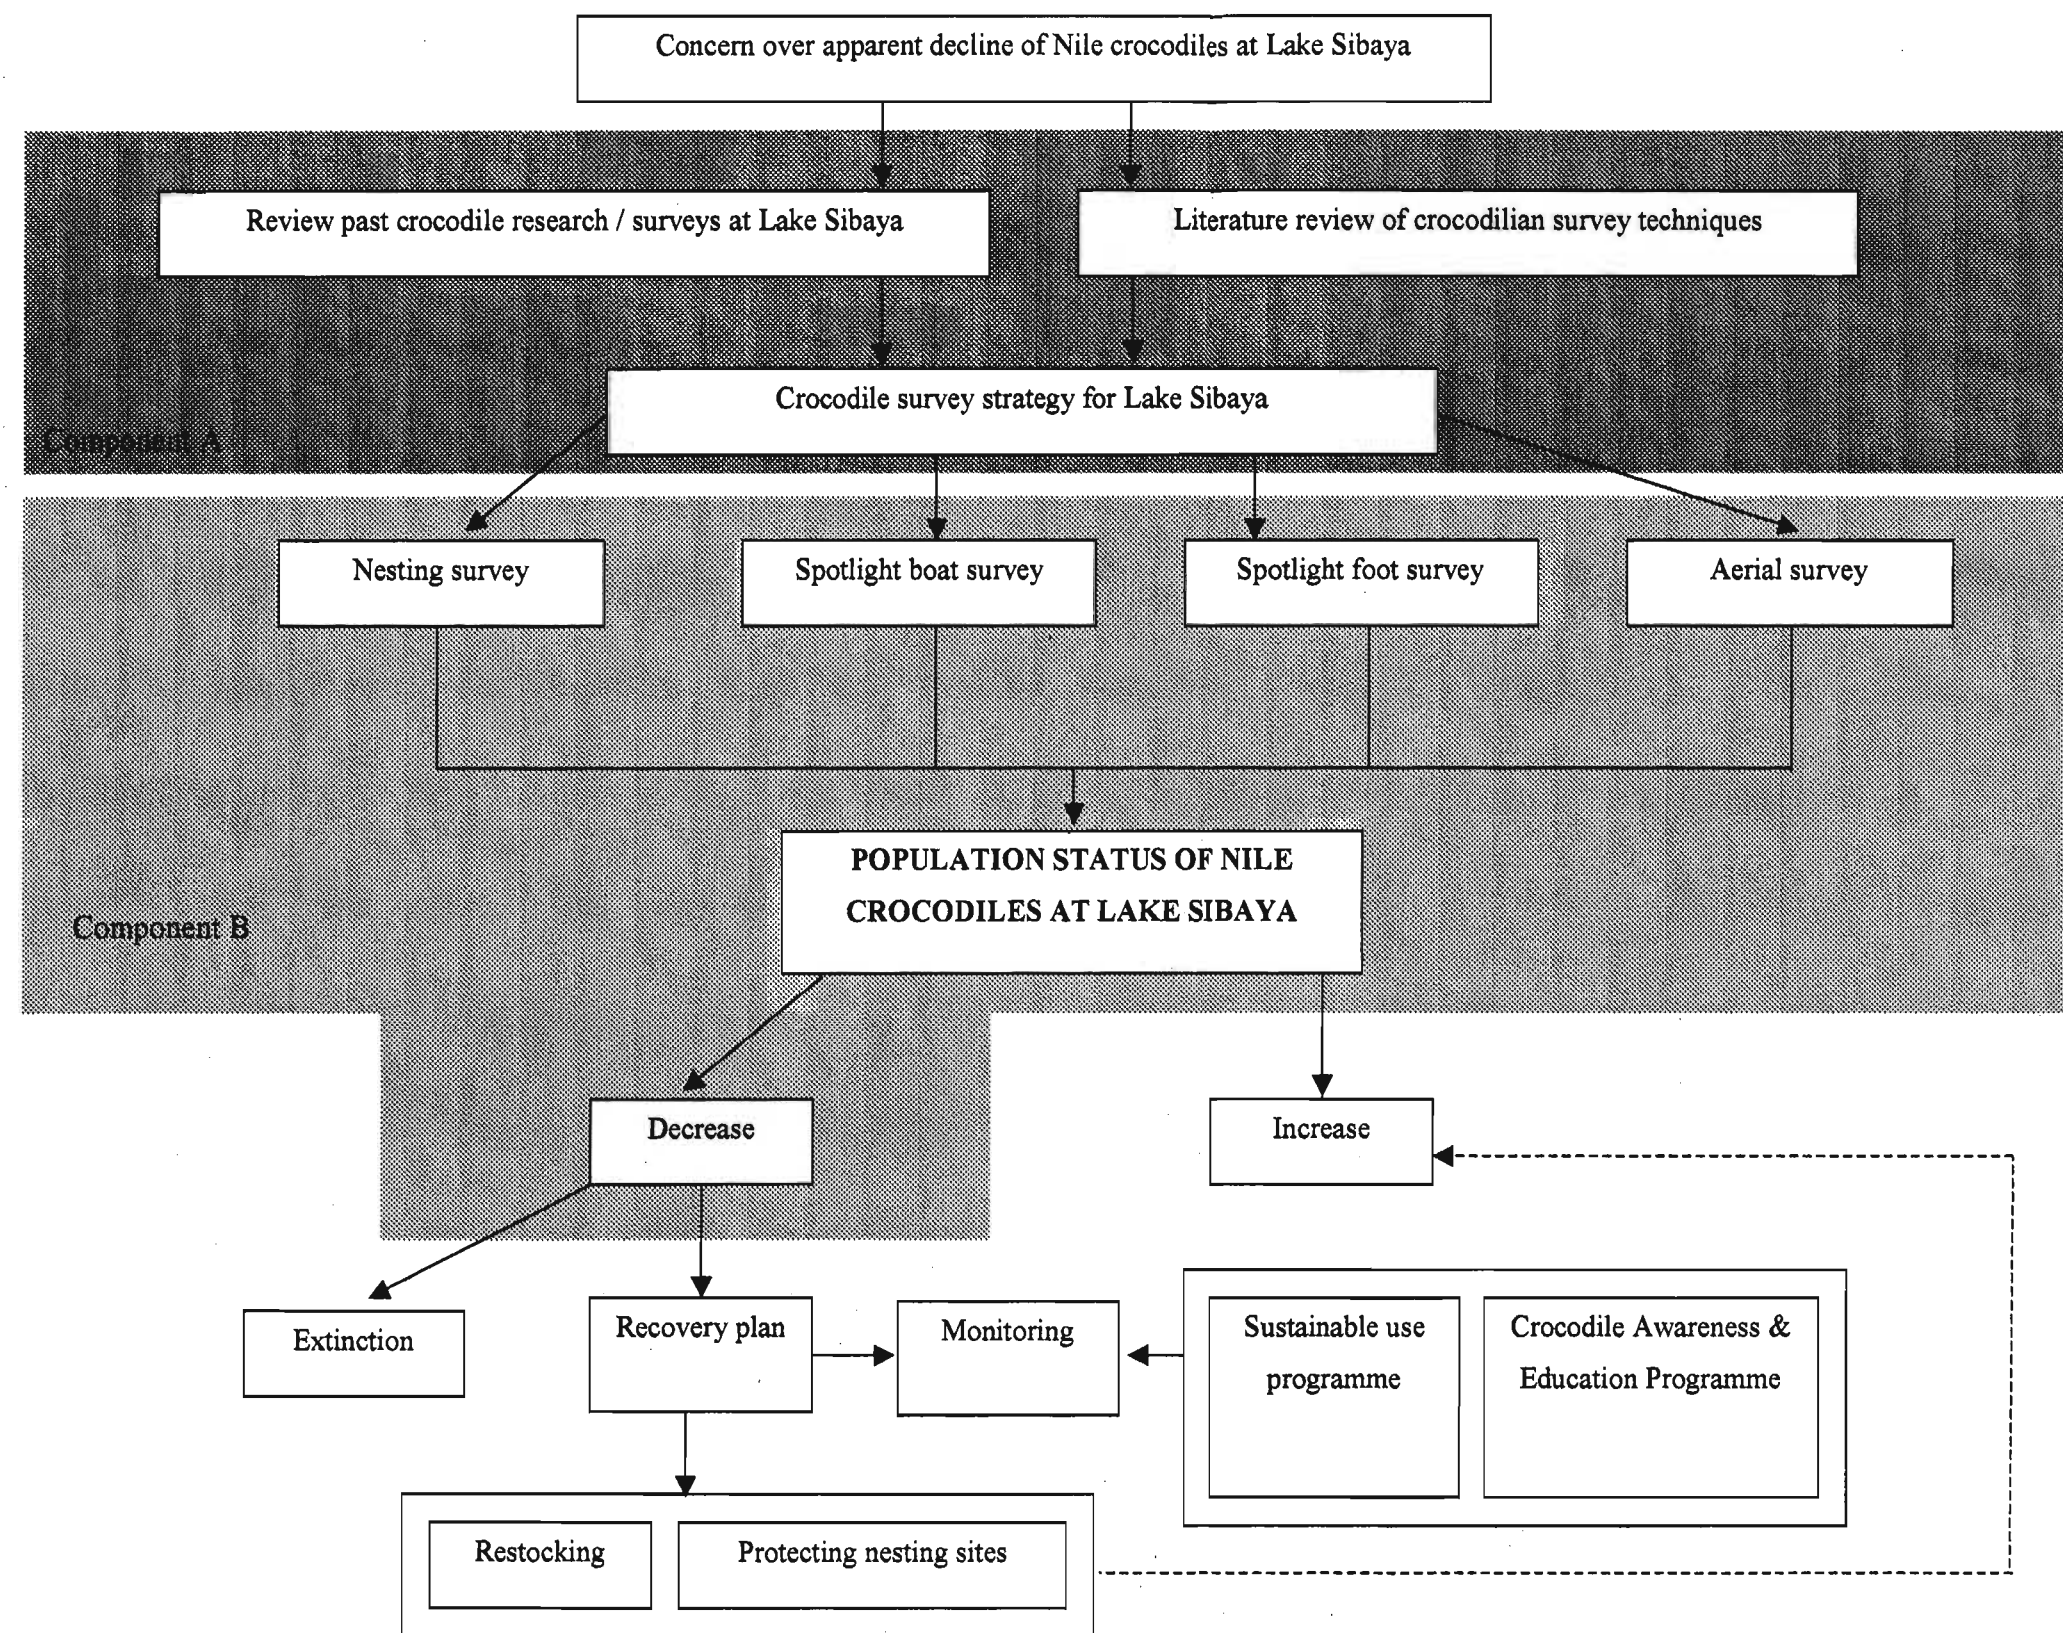 Concern over apparent decline of Nile crocodiles at Lake Sibaya
Review past crocodile research / surveys at Lake Sibaya
Literature review of crocodilian survey techniques
Crocodile survey strategy for Lake Sibaya
Component A
Nesting survey
Spotlight boat survey
Spotlight foot survey
Aerial survey
POPULATION STATUS OF NILE
CROCODILES AT LAKE SIBAYA
Component B
Decrease
Increase
Extinction
Recovery plan
Monitoring
Sustainable use
programme
Crocodile Awareness &
Education Programme
Restocking
Protecting nesting sites